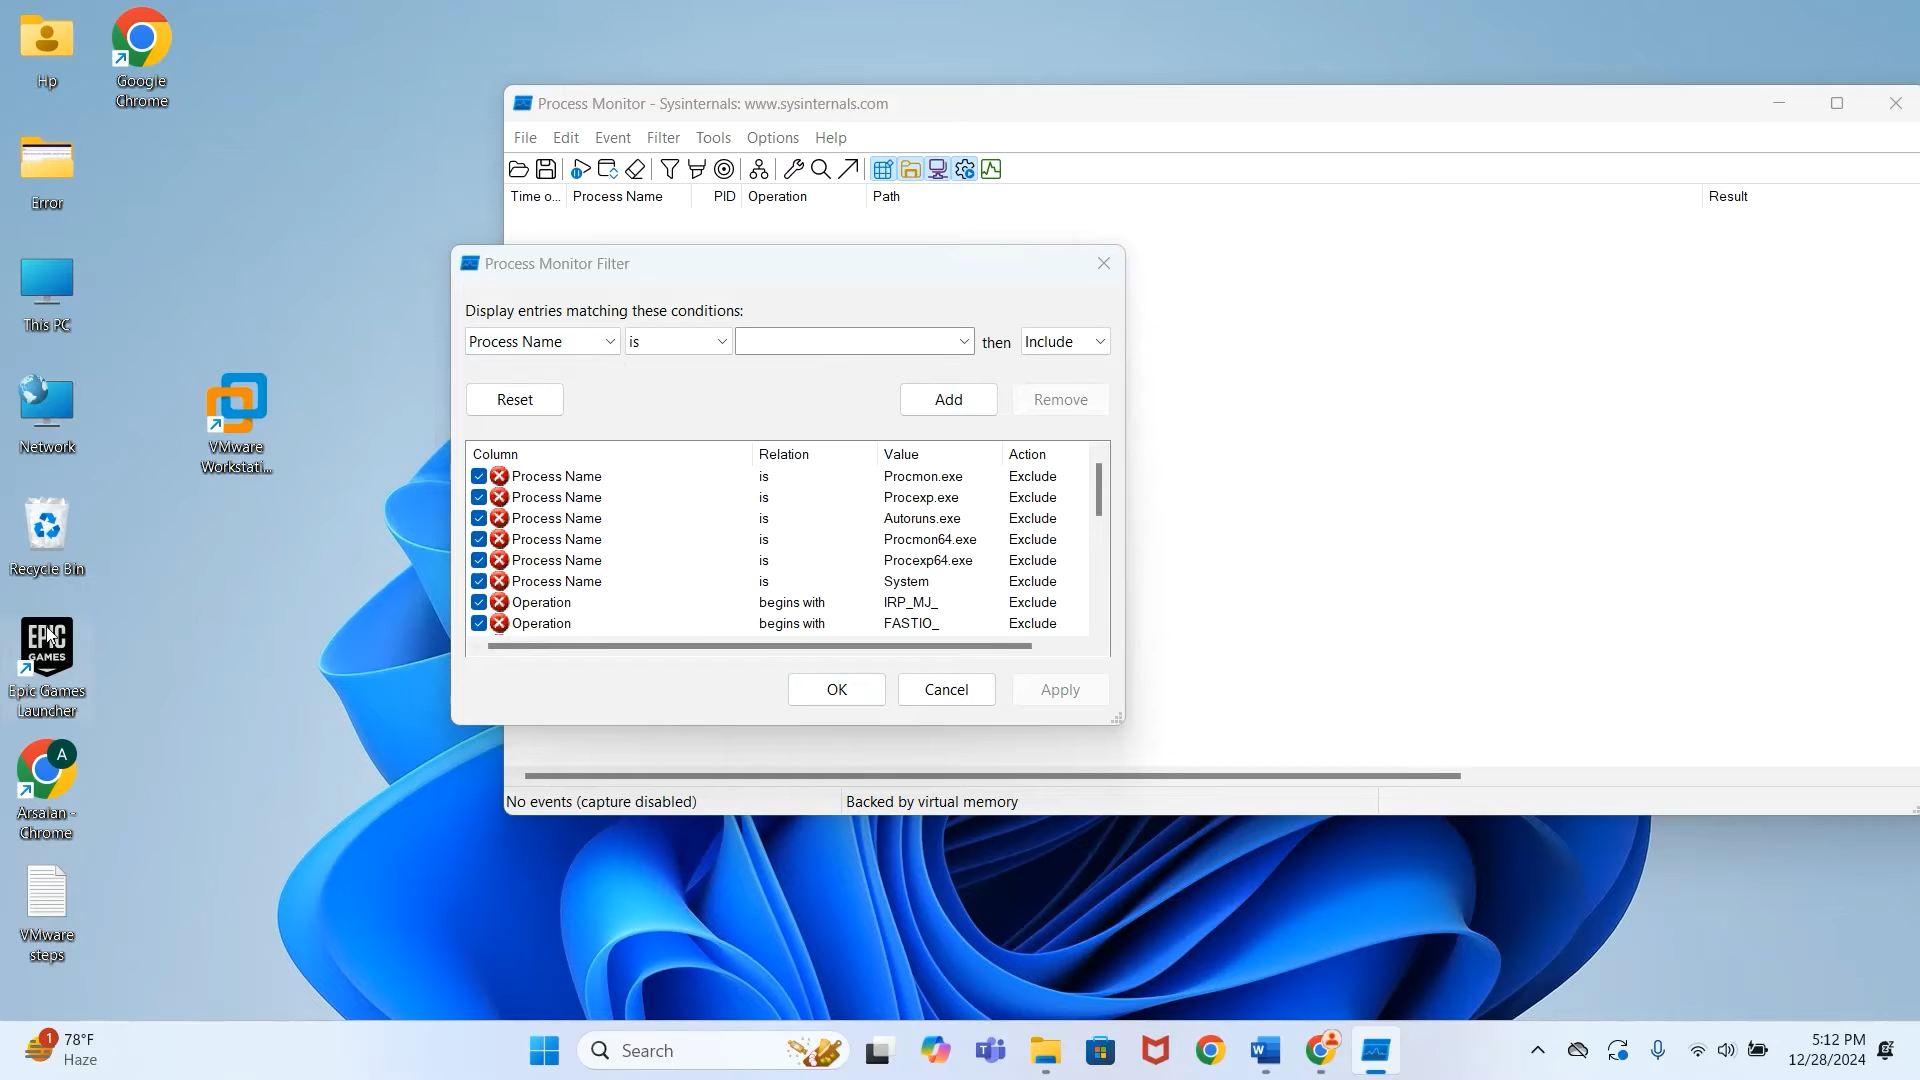 Hp
Google
Chrome
Error
This PC
Network
VMware
Workstati...
Recycle Bin
EPIC
GAMES
Epic Games
Launcher
A
Arsalan -
Chrome
VMware
steps
Process Monitor - Sysinternals: www.sysinternals.com
File Edit Event Filter Tools Options Help
Time o... Process Name PID Operation Path Result
Process Monitor Filter
Display entries matching these conditions:
Process Name is then Include
Reset Add Remove
Column Relation Value Action
Process Name is Procmon.exe Exclude
Process Name is Procexp.exe Exclude
Process Name is Autoruns.exe Exclude
Process Name is Procmon64.exe Exclude
Process Name is Procexp64.exe Exclude
Process Name is System Exclude
Operation begins with IRP_MJ_ Exclude
Operation begins with FASTIO_ Exclude
OK Cancel Apply
No events (capture disabled) Backed by virtual memory
1
78°F
Haze
Search
T
W
5:12 PM
12/28/2024